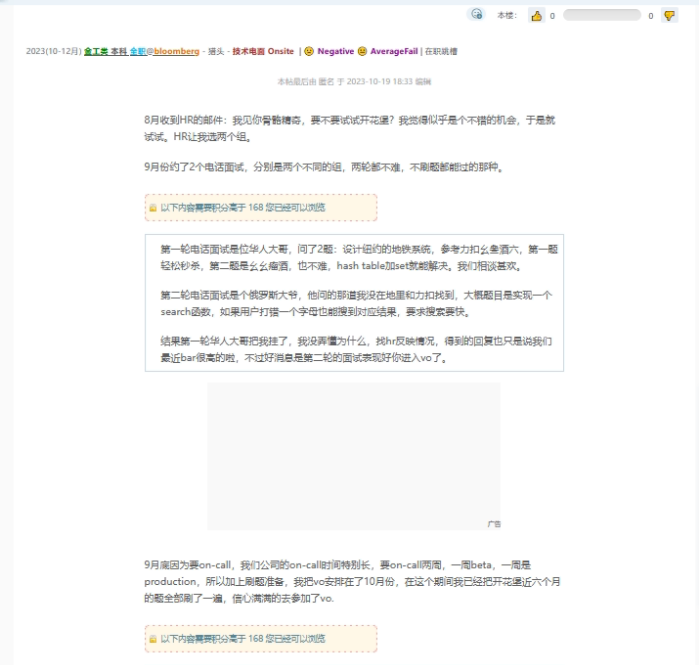 本楼： 0 0
2023(10-12月) 金工类 本科 全职@bloomberg - 猎头 - 技术电面 Onsite | Negative AverageFail | 在职跳槽
本帖最后由 匿名 于 2023-10-19 18:33 编辑
8月收到HR的邮件：我见你骨骼精奇，要不要试试开花堡？我觉得似乎是个不错的机会，于是就
试试。HR让我选两个组。
9月份约了2个电话面试，分别是两个不同的组，两轮都不难，不刷题都能过的那种。
以下内容需要积分高于 168 您已经可以浏览
第一轮电话面试是位华人大哥，问了2题：设计纽约的地铁系统，参考力扣幺叁酒六，第一题
轻松秒杀，第二题是幺幺瘤酒，也不难，hash table加set就能解决。我们相谈甚欢。
第二轮电话面试是个俄罗斯大爷，他问的那道我没在地里和力扣找到，大概题目是实现一个
search函数，如果用户打错一个字母也能搜到对应结果，要求搜索要快。
结果第一轮华人大哥把我挂了，我没弄懂为什么，找hr反映情况，得到的回复也只是说我们
最近bar很高的啦，不过好消息是第二轮的面试表现好你进入vo了。
广告
9月底因为要on-call，我们公司的on-call时间特别长，要on-call两周，一周beta，一周是
production，所以加上刷题准备，我把vo安排在了10月份，在这个期间我已经把开花堡近六个月
的题全部刷了一遍，信心满满的去参加了vo.
以下内容需要积分高于 168 您已经可以浏览